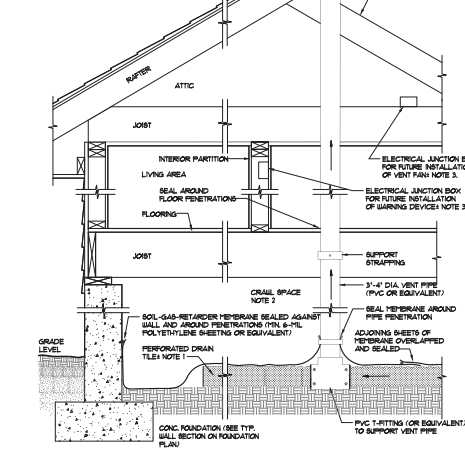 RAFTER
ATTIC
JOIST
INTERIOR PARTITION
LIVING AREA
SEAL AROUND
FLOOR PENETRATIONS
FLOORING
ELECTRICAL JUNCTION B
FOR FUTURE INSTALLATIO
OF VENT FAN: NOTE 3.
ELECTRICAL JUNCTION BOX
FOR FUTURE INSTALLATION
OF WARNING DEVICE: NOTE 3
JOIST
SUPPORT
STRAPPING
CRAWL SPACE
NOTE 2
3"-4" DIA. VENT PIPE
(PVC OR EQUIVALENT)
SOIL-GAS-RETARDER MEMBRANE SEALED AGAINST
WALL AND AROUND PENETRATIONS (MIN. 6-MIL
POLYETHYLENE SHEETING OR EQUIVALENT)
SEAL MEMBRANE AROUND
PIPE PENETRATION
GRADE
LEVEL
PERFORATED DRAIN
TILE: NOTE 1
ADJOINING SHEETS OF
MEMBRANE OVERLAPPED
AND SEALED
CONC. FOUNDATION (SEE TYP.
WALL SECTION ON FOUNDATION
PLAN)
PVC T-FITTING (OR EQUIVALENT)
TO SUPPORT VENT PIPE